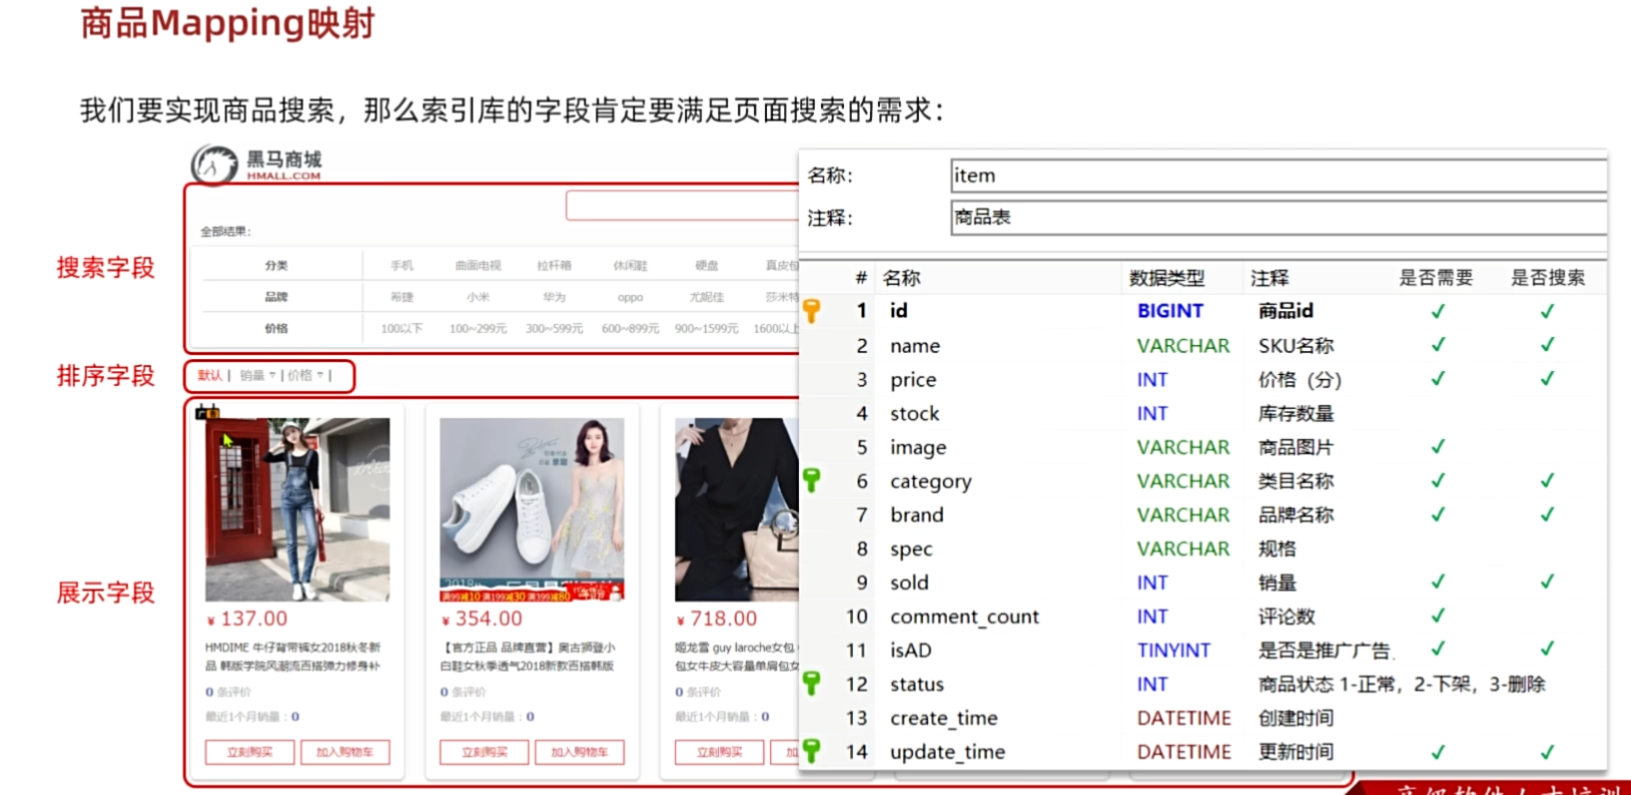 商品Mapping映射
我们要实现商品搜索，那么索引库的字段肯定要满足页面搜索的需求：
黑马商城
HMALL.COM
全部结果：
搜索字段
分类 手机 曲面电视 拉杆箱 休闲鞋 硬盘 真皮包
品牌 希捷 小米 华为 oppo 尤妮佳 莎米特
价格 100以下 100~299元 300~599元 600~899元 900~1599元 1600以上
排序字段
默认 | 销量 | 价格 |
展示字段
¥ 137.00
HMDIME 牛仔背带裤女2018秋冬新
品 韩版学院风潮流百搭弹力修身补
0 条评价
最近1个月销量：0
立刻购买 加入购物车
满99减10 满199减30 满399减80
¥ 354.00
【官方正品 品牌直营】奥古狮登小
白鞋女秋季透气2018新款百搭韩版
0 条评价
最近1个月销量：0
立刻购买 加入购物车
¥ 718.00
姬龙雪 guy laroche女包
包女牛皮大容量单肩包女
0 条评价
最近1个月销量：0
立刻购买 加
名称： item
注释： 商品表
# 名称 数据类型 注释 是否需要 是否搜索
1 id BIGINT 商品id ✓ ✓
2 name VARCHAR SKU名称 ✓ ✓
3 price INT 价格（分） ✓ ✓
4 stock INT 库存数量
5 image VARCHAR 商品图片 ✓
6 category VARCHAR 类目名称 ✓ ✓
7 brand VARCHAR 品牌名称 ✓ ✓
8 spec VARCHAR 规格
9 sold INT 销量 ✓ ✓
10 comment_count INT 评论数 ✓
11 isAD TINYINT 是否是推广广告 ✓ ✓
12 status INT 商品状态 1-正常，2-下架，3-删除
13 create_time DATETIME 创建时间
14 update_time DATETIME 更新时间 ✓ ✓